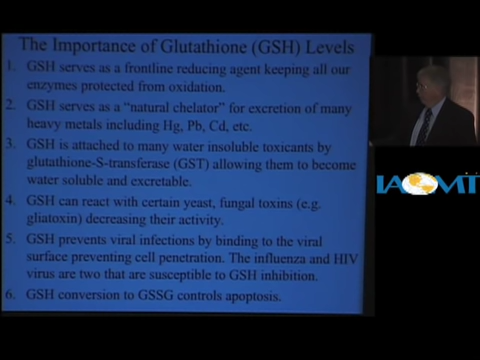 The Importance of Glutathione (GSH) Levels
1. GSH serves as a frontline reducing agent keeping all our
enzymes protected from oxidation.
2. GSH serves as a “natural chelator” for excretion of many
heavy metals including Hg, Pb, Cd, etc.
3. GSH is attached to many water insoluble toxicants by
glutathione-S-transferase (GST) allowing them to become
water soluble and excretable.
4. GSH can react with certain yeast, fungal toxins (e.g.
gliatoxin) decreasing their activity.
5. GSH prevents viral infections by binding to the viral
surface preventing cell penetration. The influenza and HIV
virus are two that are susceptible to GSH inhibition.
6. GSH conversion to GSSG controls apoptosis.
IAOMT